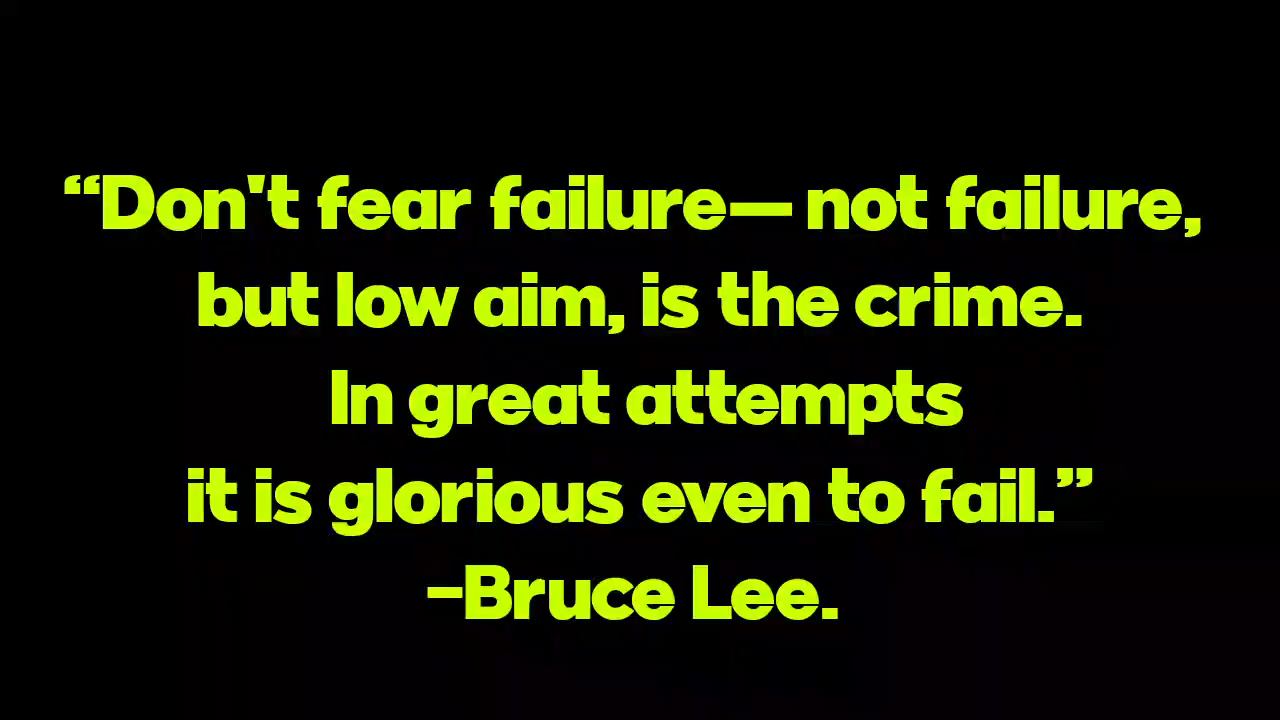 “Don't fear failure— not failure,
but low aim, is the crime.
In great attempts
it is glorious even to fail.”
–Bruce Lee.